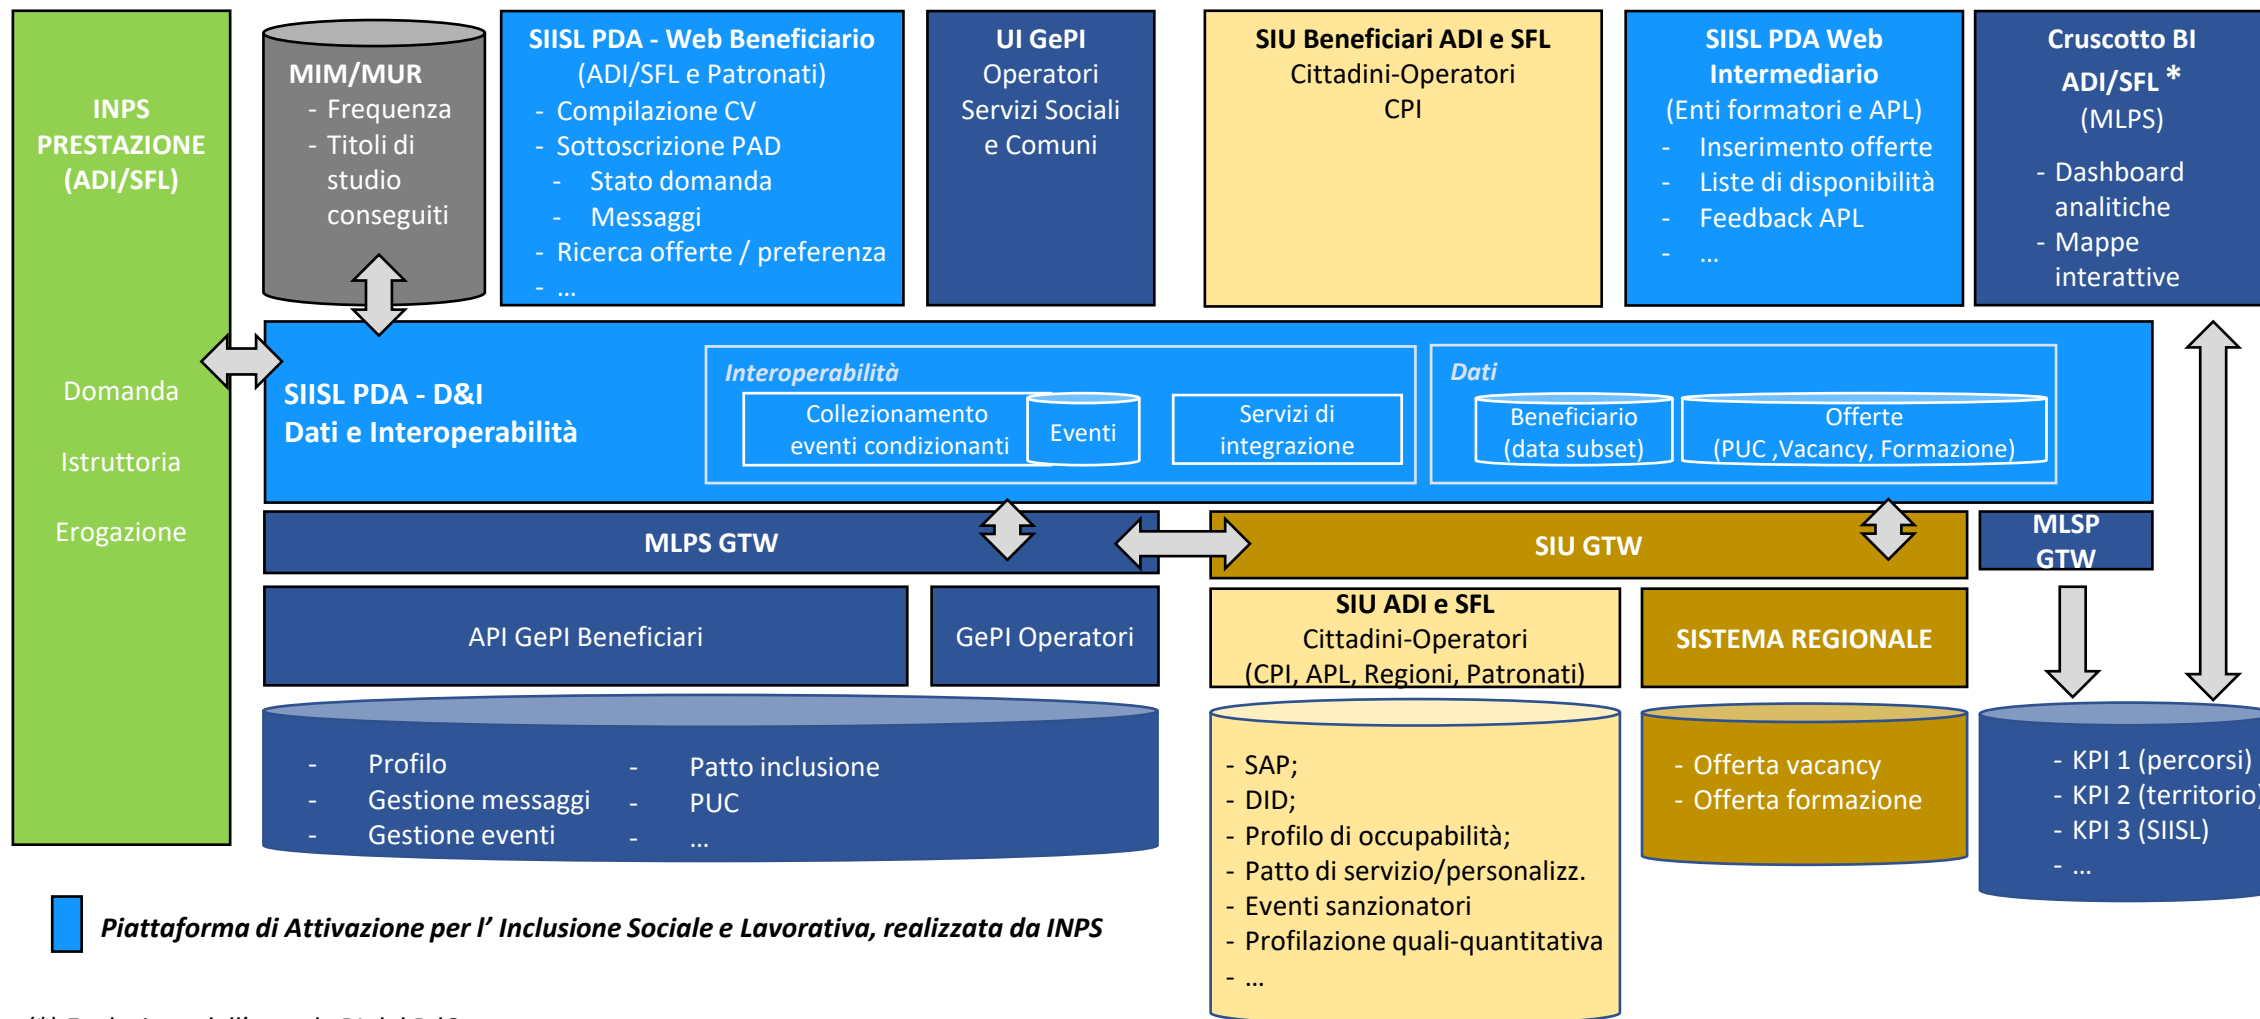 INPS
PRESTAZIONE
(ADI/SFL)
Domanda
Istruttoria
Erogazione
MIM/MUR
- Frequenza
- Titoli di
studio
conseguiti
SIISL PDA - Web Beneficiario
(ADI/SFL e Patronati)
- Compilazione CV
- Sottoscrizione PAD
- Stato domanda
- Messaggi
- Ricerca offerte / preferenza
- ...
UI GePI
Operatori
Servizi Sociali
e Comuni
SIU Beneficiari ADI e SFL
Cittadini-Operatori
CPI
SIISL PDA Web
Intermediario
(Enti formatori e APL)
- Inserimento offerte
- Liste di disponibilità
- Feedback APL
- ...
Cruscotto BI
ADI/SFL *
(MLPS)
- Dashboard
analitiche
- Mappe
interattive
SIISL PDA - D&I
Dati e Interoperabilità
Interoperabilità
Collezionamento
eventi condizionanti
Eventi
Servizi di
integrazione
Dati
Beneficiario
(data subset)
Offerte
(PUC ,Vacancy, Formazione)
MLPS GTW
SIU GTW
MLSP
GTW
API GePI Beneficiari
GePI Operatori
SIU ADI e SFL
Cittadini-Operatori
(CPI, APL, Regioni, Patronati)
SISTEMA REGIONALE
- Profilo
- Gestione messaggi
- Gestione eventi
- Patto inclusione
- PUC
- ...
- SAP;
- DID;
- Profilo di occupabilità;
- Patto di servizio/personalizz.
- Eventi sanzionatori
- Profilazione quali-quantitativa
- ...
- Offerta vacancy
- Offerta formazione
- KPI 1 (percorsi)
- KPI 2 (territorio)
- KPI 3 (SIISL)
- ...
Piattaforma di Attivazione per l' Inclusione Sociale e Lavorativa, realizzata da INPS